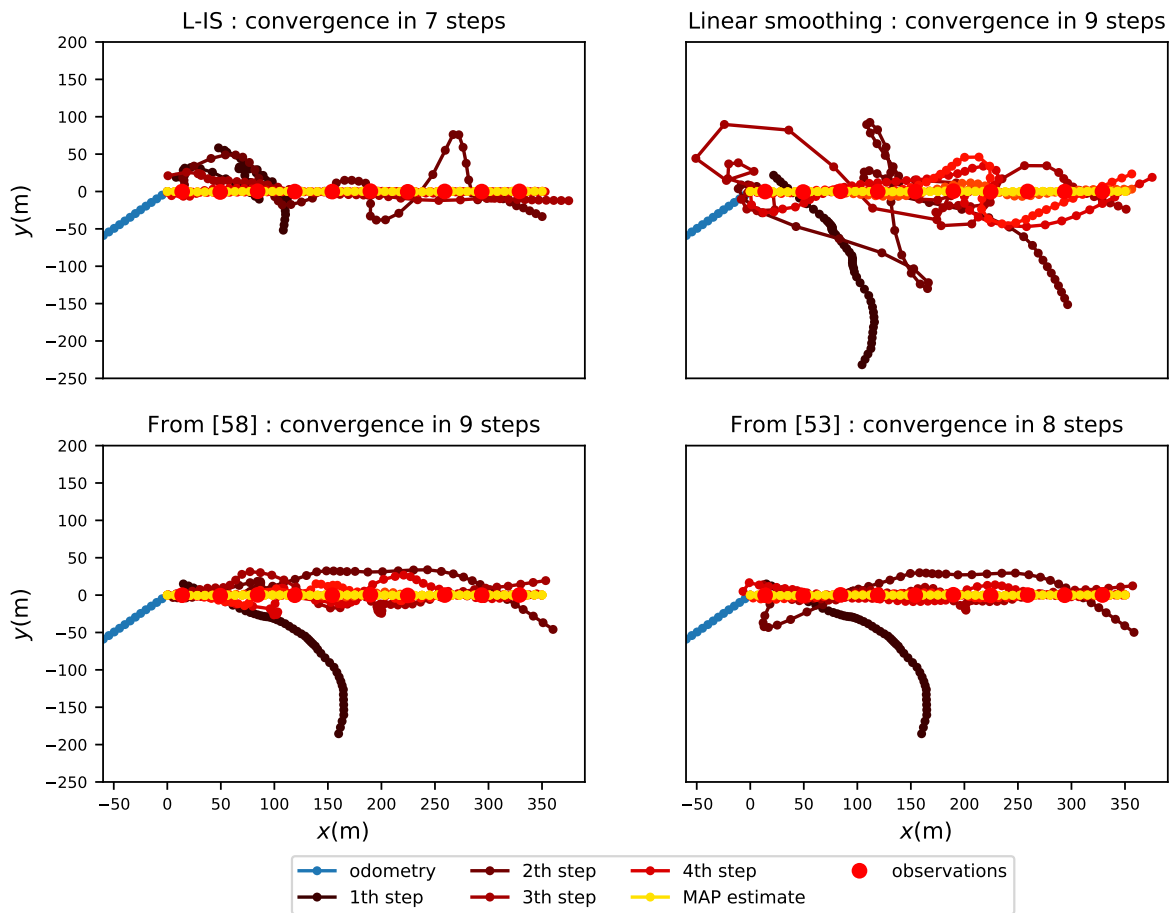 L-IS : convergence in 7 steps
Linear smoothing : convergence in 9 steps
200
150
100
50
0
−50
−100
−150
−200
−250
y(m)
From [58] : convergence in 9 steps
From [53] : convergence in 8 steps
200
150
100
50
0
−50
−100
−150
−200
−250
y(m)
−50 0 50 100 150 200 250 300 350
−50 0 50 100 150 200 250 300 350
x(m)
x(m)
odometry 2th step 4th step observations
1th step 3th step MAP estimate